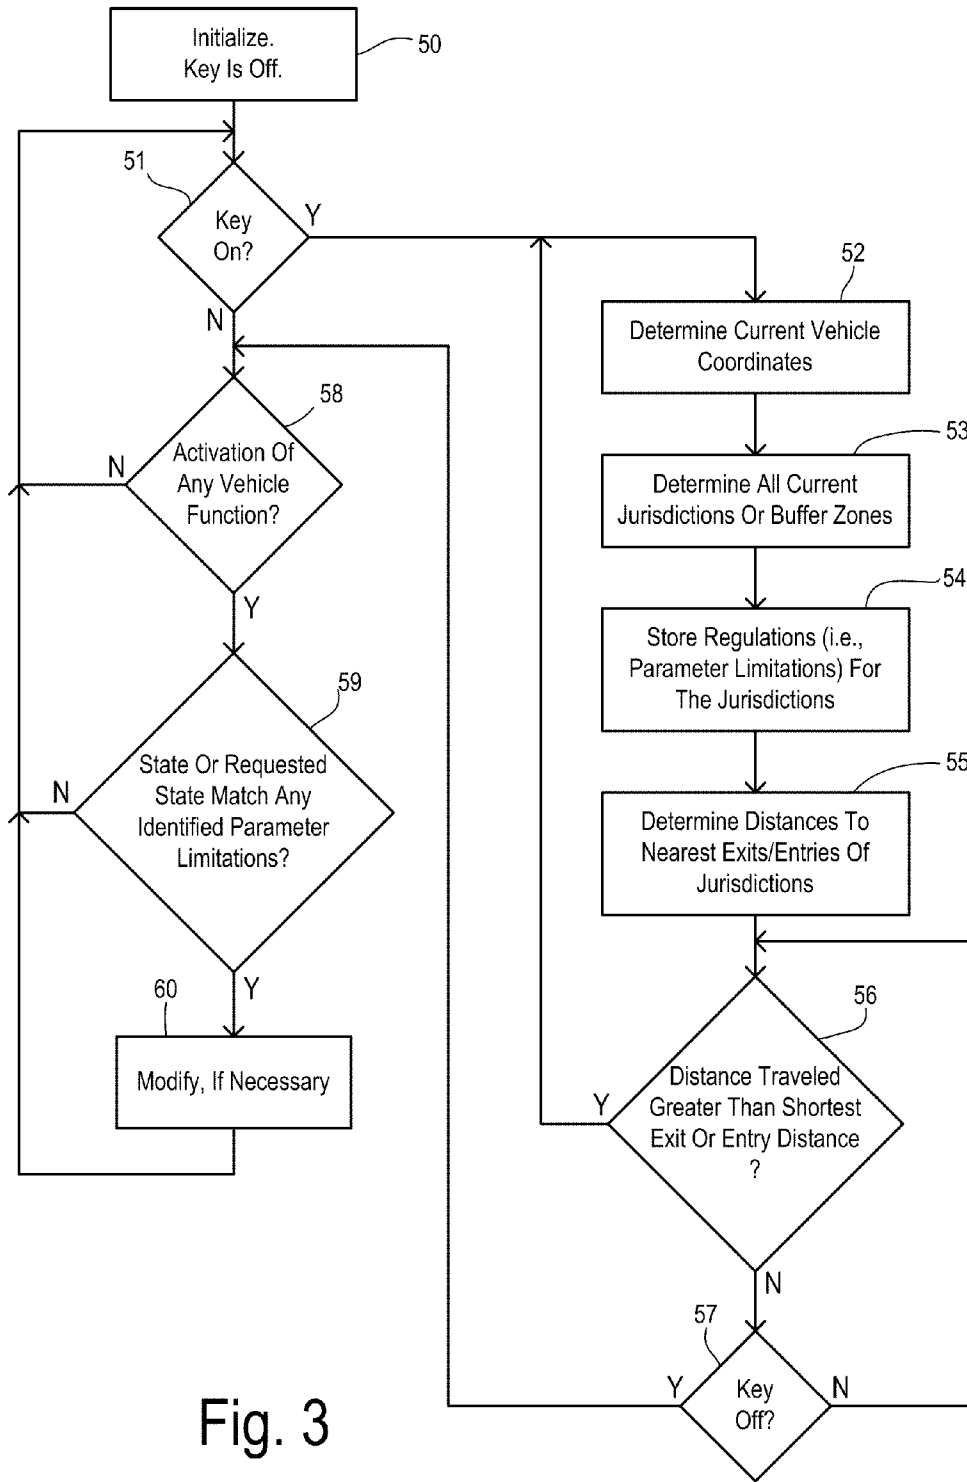 Initialize.
Key Is Off.
50
51
Key
On?
Y
N
52
Determine Current Vehicle
Coordinates
53
Determine All Current
Jurisdictions Or Buffer Zones
54
Store Regulations (i.e.,
Parameter Limitations) For
The Jurisdictions
55
Determine Distances To
Nearest Exits/Entries Of
Jurisdictions
56
Distance Traveled
Greater Than Shortest
Exit Or Entry Distance
?
Y
N
57
Key
Off?
Y
N
58
Activation Of
Any Vehicle
Function?
N
Y
59
State Or Requested
State Match Any
Identified Parameter
Limitations?
N
Y
60
Modify, If Necessary
Fig. 3